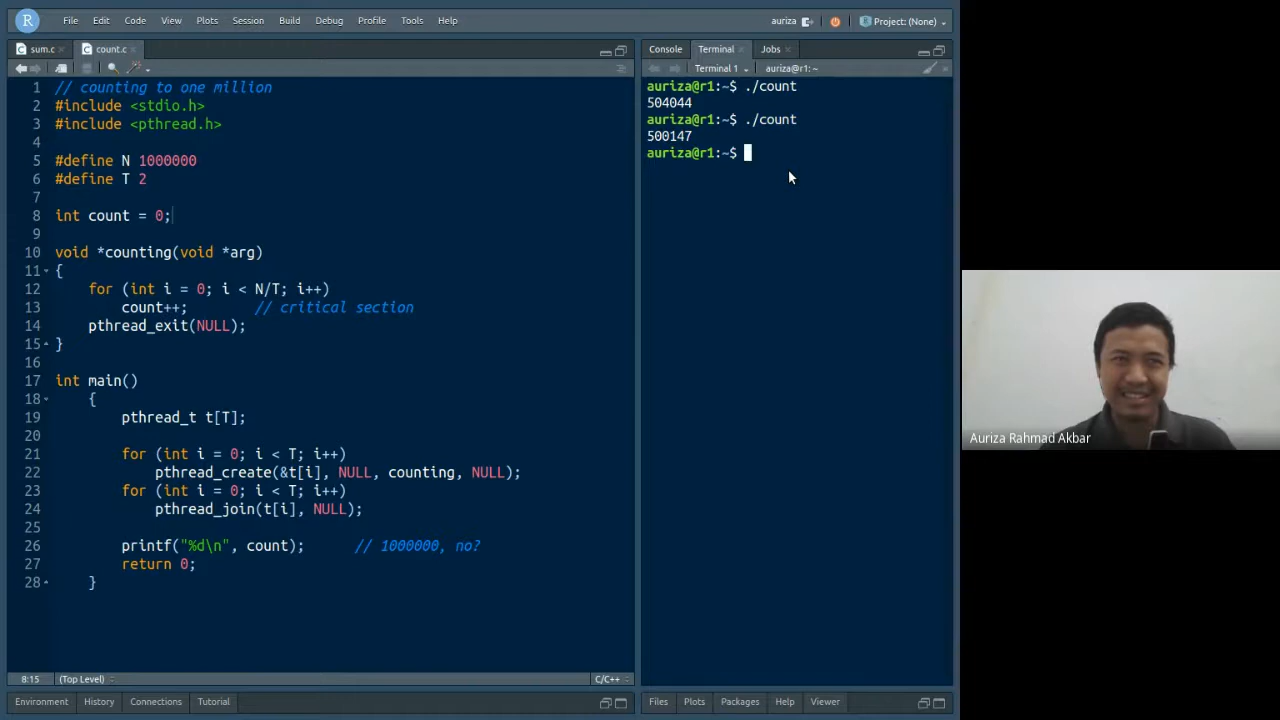 R File Edit Code View Plots Session Build Debug Profile Tools Help auriza Project: (None)
sum.c count.c
1 // counting to one million
2 #include <stdio.h>
3 #include <pthread.h>
4
5 #define N 1000000
6 #define T 2
7
8 int count = 0;
9
10 void *counting(void *arg)
11 {
12 for (int i = 0; i < N/T; i++)
13 count++; // critical section
14 pthread_exit(NULL);
15 }
16
17 int main()
18 {
19 pthread_t t[T];
20
21 for (int i = 0; i < T; i++)
22 pthread_create(&t[i], NULL, counting, NULL);
23 for (int i = 0; i < T; i++)
24 pthread_join(t[i], NULL);
25
26 printf("%d\n", count); // 1000000, no?
27 return 0;
28 }
8:15 (Top Level) C/C++
Environment History Connections Tutorial
Console Terminal Jobs
Terminal 1 auriza@r1: ~
auriza@r1:~$ ./count
504044
auriza@r1:~$ ./count
500147
auriza@r1:~$
Files Plots Packages Help Viewer
Auriza Rahmad Akbar